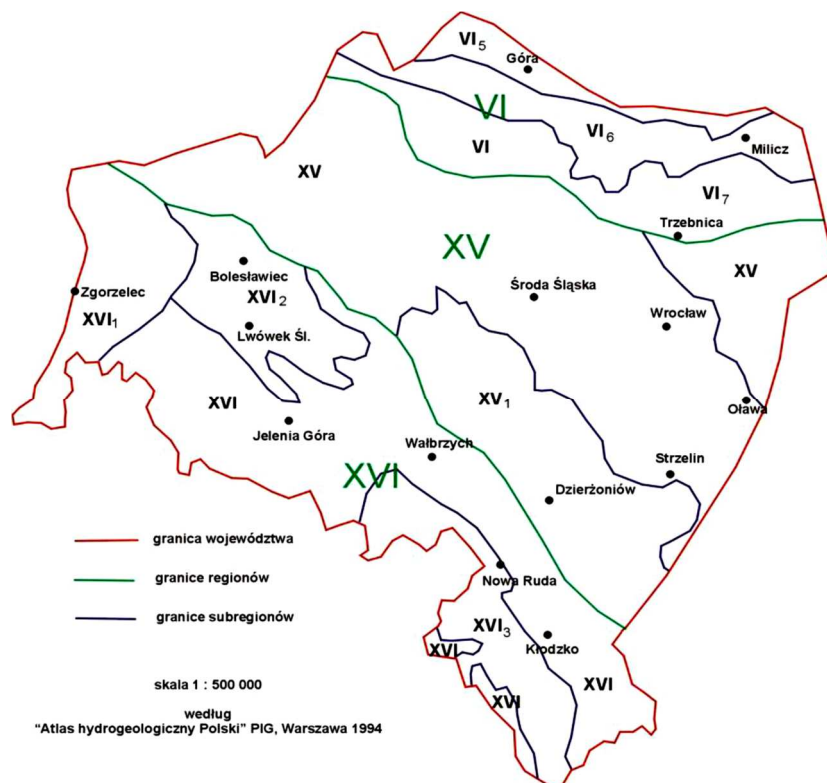 VI5
Góra
VI
VI6
VI
Milicz
XV
VI7
Trzebnica
XV
XV
Bolesławiec
Środa Śląska
Zgorzelec
XVI2
XVI1
Lwówek Śl.
Wrocław
XVI
XV1
Oława
Jelenia Góra
Wałbrzych
Strzelin
XVI
Dzierżoniów
granica województwa
granice regionów
Nowa Ruda
granice subregionów
XVI3
Kłodzko
XVI
XVI
skala 1 : 500 000
XVI
według
“Atlas hydrogeologiczny Polski” PIG, Warszawa 1994